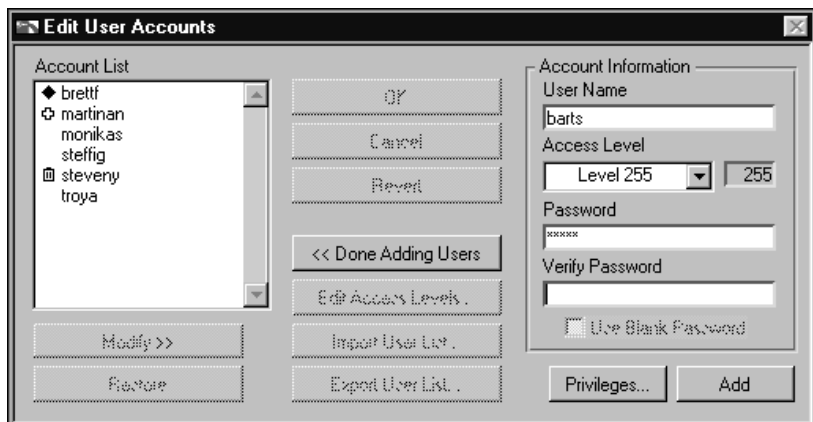 Edit User Accounts
Account List
brettf
martinan
monikas
steffig
steveny
troya
Modify >>
Restore
OK
Cancel
Revert
<< Done Adding Users
Edit Access Levels..
Import User List..
Export User List...
Account Information
User Name
barts
Access Level
Level 255
255
Password
*****
Verify Password
Use Blank Password
Privileges...
Add